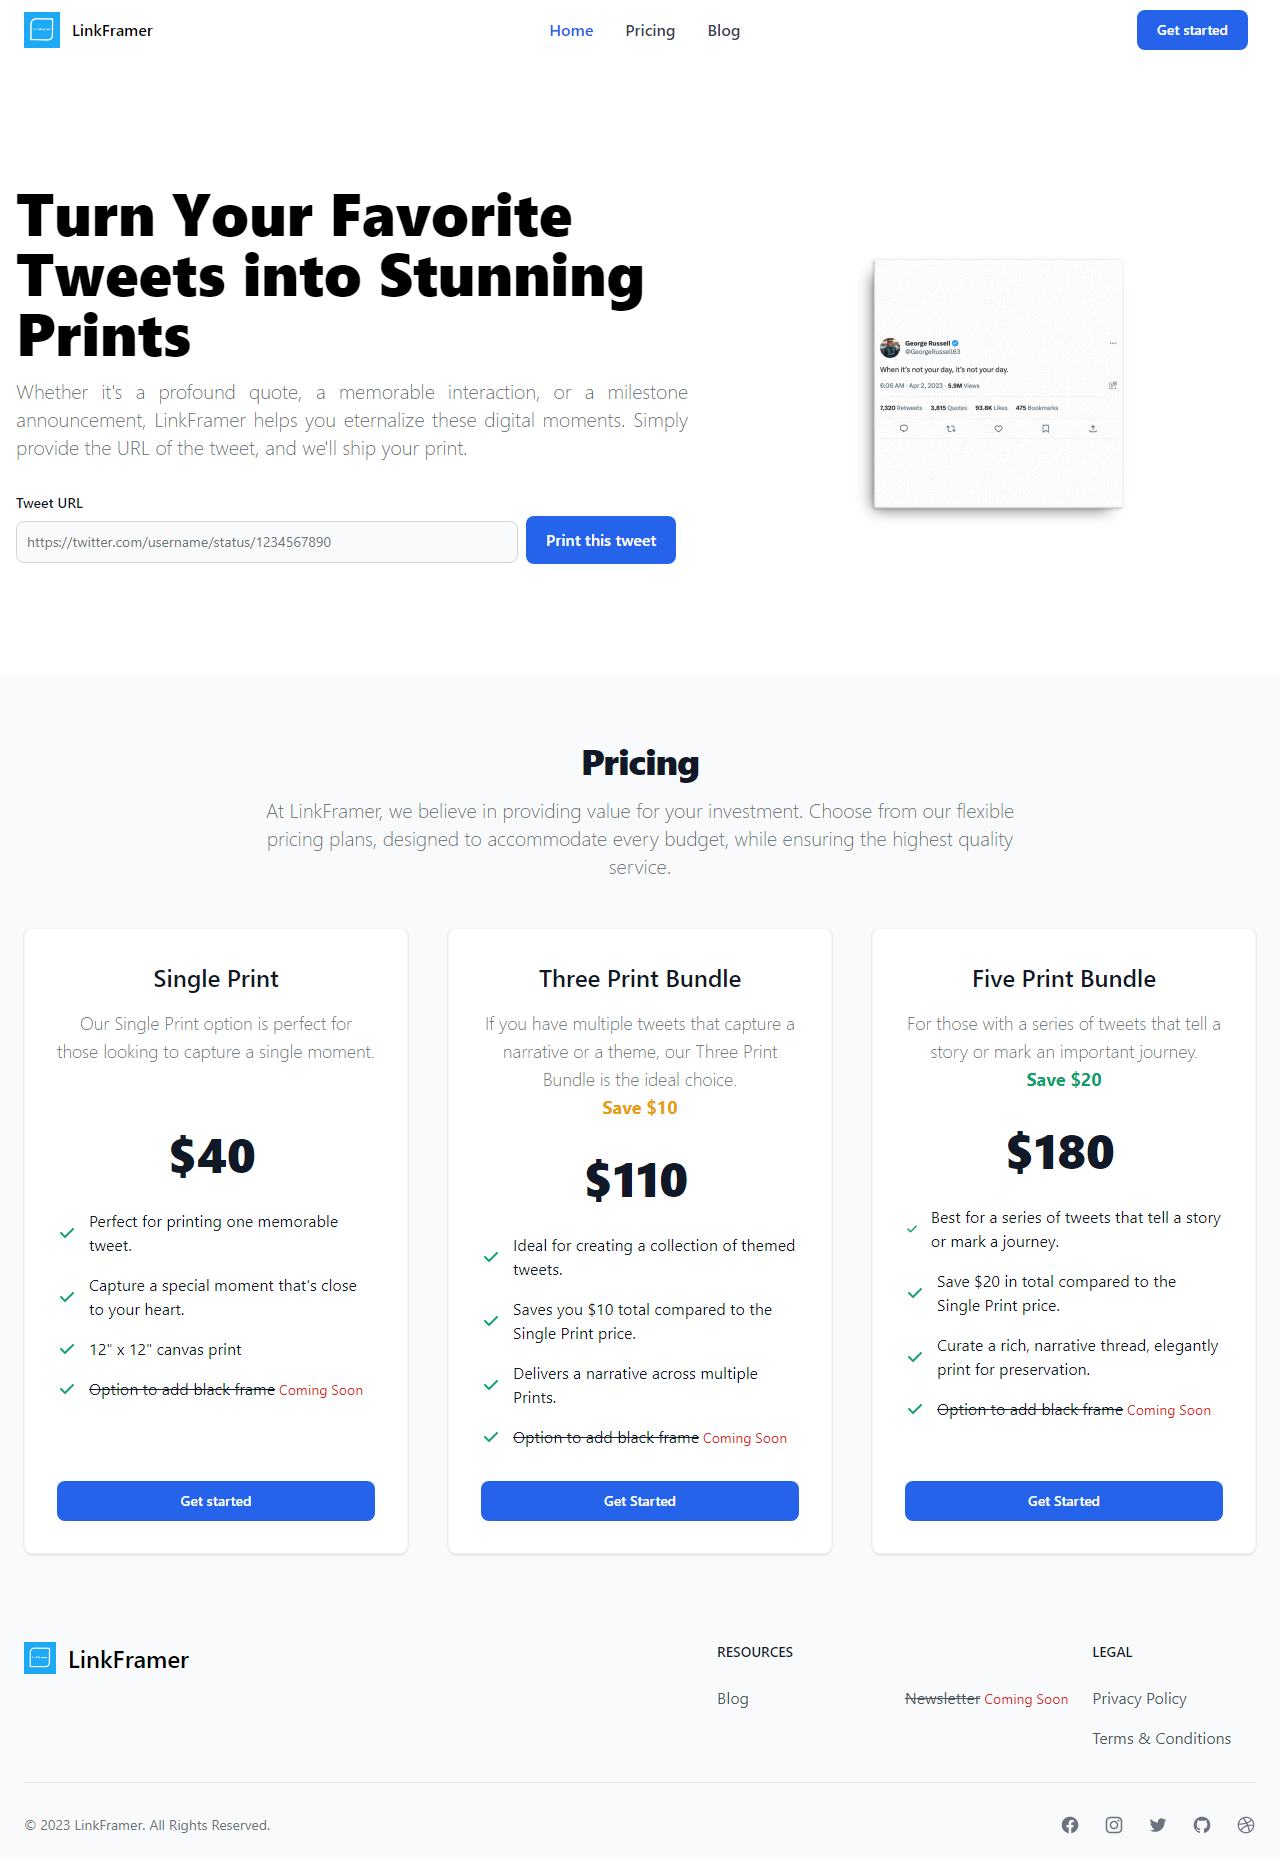 LinkFramer
Home Pricing Blog
Get started
Turn Your Favorite
Tweets into Stunning
Prints
Whether it's a profound quote, a memorable interaction, or a milestone
announcement, LinkFramer helps you eternalize these digital moments. Simply
provide the URL of the tweet, and we'll ship your print.
Tweet URL
https://twitter.com/username/status/1234567890
Print this tweet
George Russell
@GeorgeRussell63
When it's not your day, it's not your day.
6:06 AM · Apr 2, 2023 · 5.9M Views
7,320 Retweets 3,815 Quotes 93.8K Likes 475 Bookmarks
Pricing
At LinkFramer, we believe in providing value for your investment. Choose from our flexible
pricing plans, designed to accommodate every budget, while ensuring the highest quality
service.
Single Print
Our Single Print option is perfect for
those looking to capture a single moment.
$40
Perfect for printing one memorable
tweet.
Capture a special moment that's close
to your heart.
12" x 12" canvas print
Option to add black frame Coming Soon
Get started
Three Print Bundle
If you have multiple tweets that capture a
narrative or a theme, our Three Print
Bundle is the ideal choice.
Save $10
$110
Ideal for creating a collection of themed
tweets.
Saves you $10 total compared to the
Single Print price.
Delivers a narrative across multiple
Prints.
Option to add black frame Coming Soon
Get Started
Five Print Bundle
For those with a series of tweets that tell a
story or mark an important journey.
Save $20
$180
Best for a series of tweets that tell a story
or mark a journey.
Save $20 in total compared to the
Single Print price.
Curate a rich, narrative thread, elegantly
print for preservation.
Option to add black frame Coming Soon
Get Started
LinkFramer
RESOURCES
Blog
Newsletter Coming Soon
LEGAL
Privacy Policy
Terms & Conditions
© 2023 LinkFramer. All Rights Reserved.